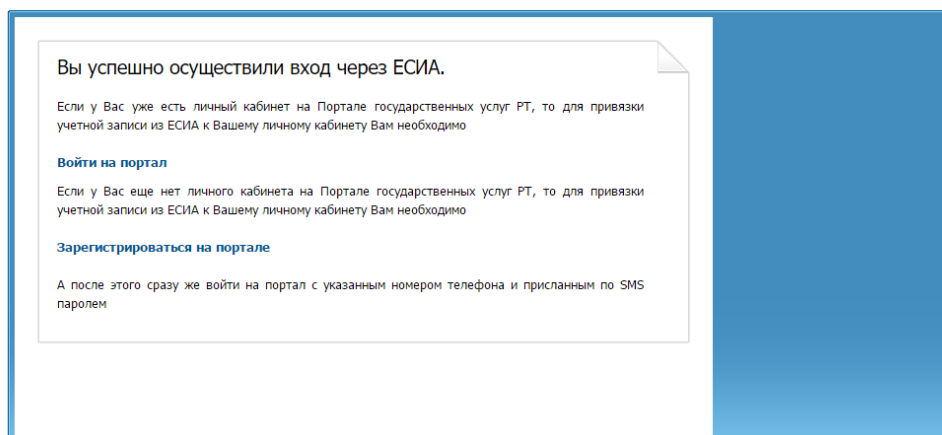 Вы успешно осуществили вход через ЕСИА.
Если у Вас уже есть личный кабинет на Портале государственных услуг РТ, то для привязки
учетной записи из ЕСИА к Вашему личному кабинету Вам необходимо
Войти на портал
Если у Вас еще нет личного кабинета на Портале государственных услуг РТ, то для привязки
учетной записи из ЕСИА к Вашему личному кабинету Вам необходимо
Зарегистрироваться на портале
А после этого сразу же войти на портал с указанным номером телефона и присланным по SMS
паролем